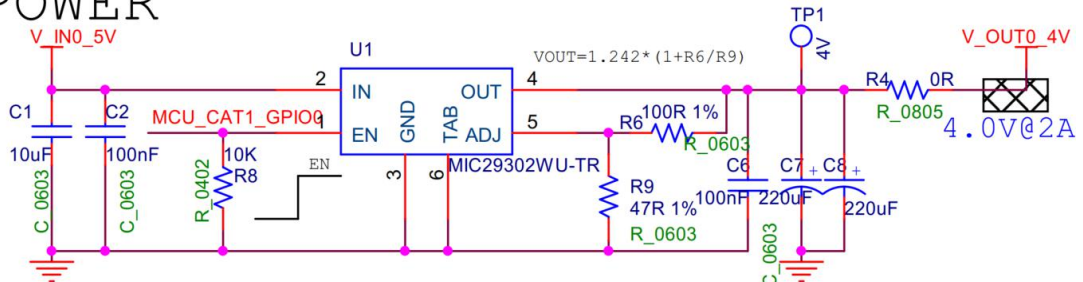 POWER
V_IN0_5V
C1
10uF
C_0603
C2
100nF
C_0603
MCU_CAT1_GPIO0
10K
R8
R_0402
EN
U1
2
IN
1
EN
GND
3
TAB
6
OUT
4
ADJ
5
MIC29302WU-TR
VOUT=1.242*(1+R6/R9)
R6
100R 1%
R_0603
R9
47R 1%
R_0603
C6
100nF
C_0603
C7
+
220uF
C8
+
220uF
TP1
4V
R4
0R
R_0805
V_OUT0_4V
4.0V@2A